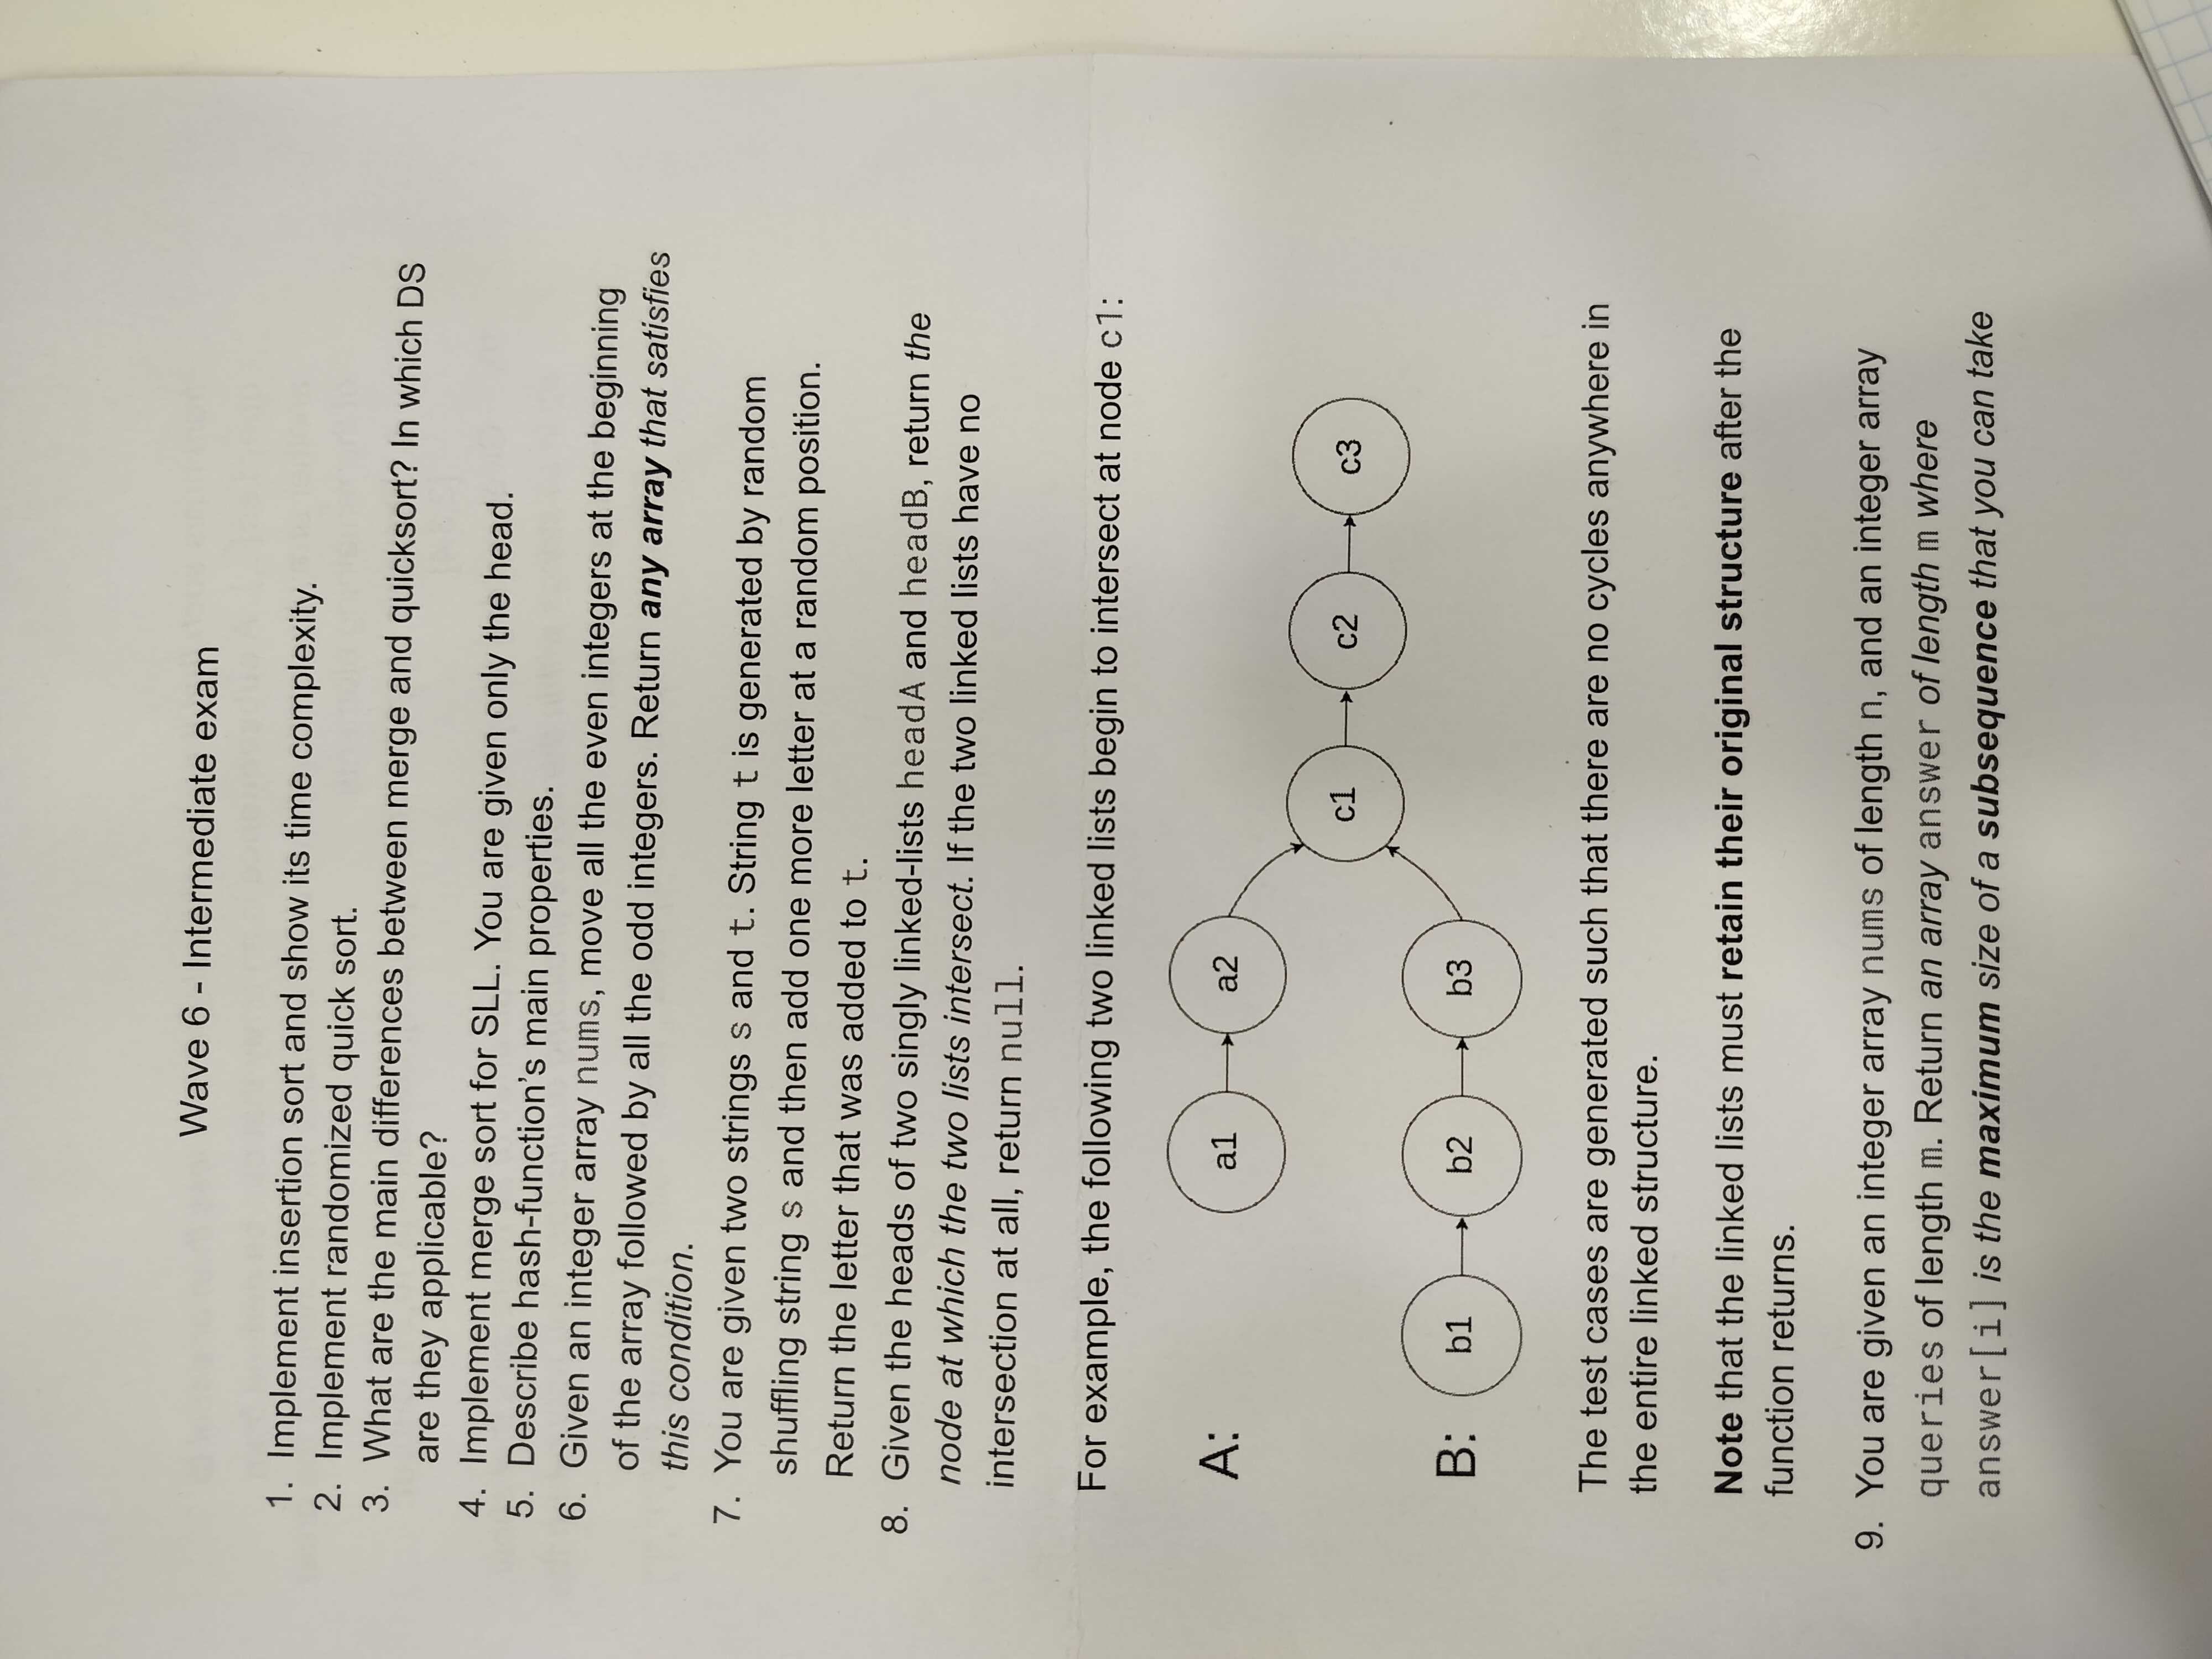 Wave 6 - Intermediate exam
1. Implement insertion sort and show its time complexity.
2. Implement randomized quick sort.
3. What are the main differences between merge and quicksort? In which DS
are they applicable?
4. Implement merge sort for SLL. You are given only the head.
5. Describe hash-function's main properties.
6. Given an integer array nums, move all the even integers at the beginning
of the array followed by all the odd integers. Return any array that satisfies
this condition.
7. You are given two strings s and t. String t is generated by random
shuffling string s and then add one more letter at a random position.
Return the letter that was added to t.
8. Given the heads of two singly linked-lists headA and headB, return the
node at which the two lists intersect. If the two linked lists have no
intersection at all, return null.
For example, the following two linked lists begin to intersect at node c1:
A:
a1
a2
c1
c2
c3
B:
b1
b2
b3
The test cases are generated such that there are no cycles anywhere in
the entire linked structure.
Note that the linked lists must retain their original structure after the
function returns.
9. You are given an integer array nums of length n, and an integer array
queries of length m. Return an array answer of length m where
answer[i] is the maximum size of a subsequence that you can take